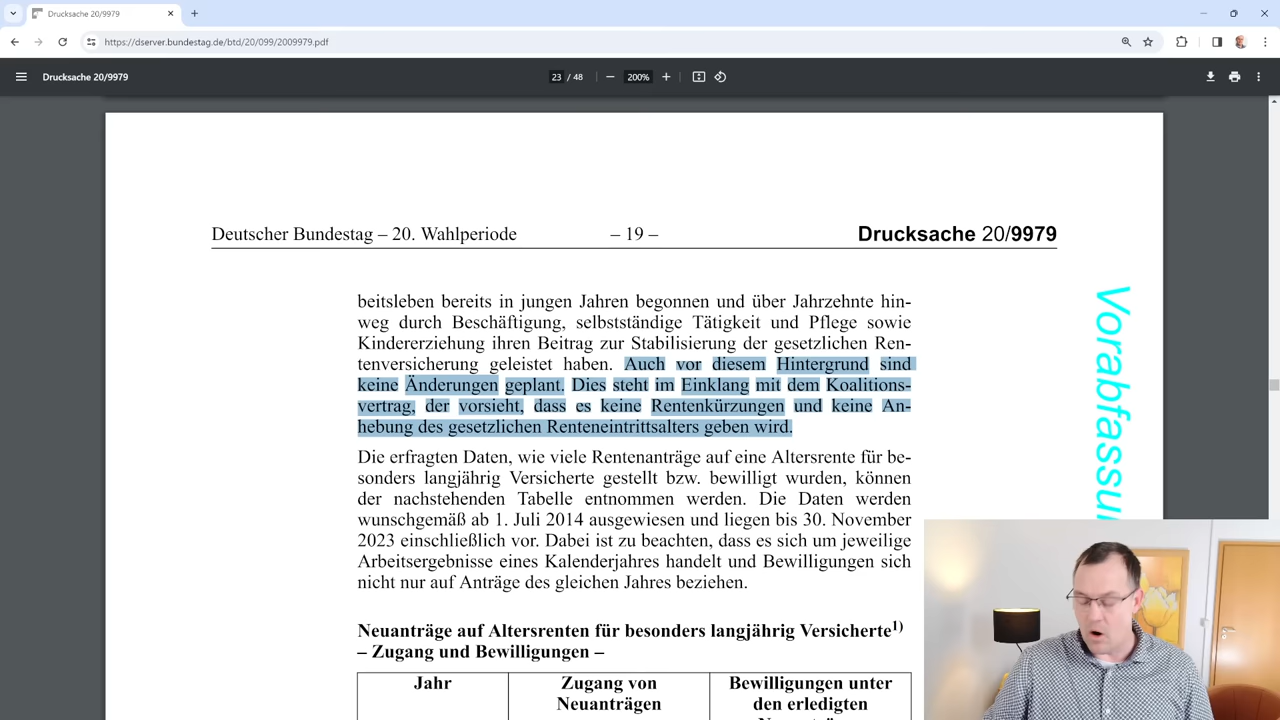 Drucksache 20/9979
https://dserver.bundestag.de/btd/20/099/2009979.pdf
Drucksache 20/9979
23 / 48
200%
Deutscher Bundestag – 20. Wahlperiode – 19 – Drucksache 20/9979
beitsleben bereits in jungen Jahren begonnen und über Jahrzehnte hin-
weg durch Beschäftigung, selbstständige Tätigkeit und Pflege sowie
Kindererziehung ihren Beitrag zur Stabilisierung der gesetzlichen Ren-
tenversicherung geleistet haben. Auch vor diesem Hintergrund sind
keine Änderungen geplant. Dies steht im Einklang mit dem Koalitions-
vertrag, der vorsieht, dass es keine Rentenkürzungen und keine An-
hebung des gesetzlichen Renteneintrittsalters geben wird.
Die erfragten Daten, wie viele Rentenanträge auf eine Altersrente für be-
sonders langjährig Versicherte gestellt bzw. bewilligt wurden, können
der nachstehenden Tabelle entnommen werden. Die Daten werden
wunschgemäß ab 1. Juli 2014 ausgewiesen und liegen bis 30. November
2023 einschließlich vor. Dabei ist zu beachten, dass es sich um jeweilige
Arbeitsergebnisse eines Kalenderjahres handelt und Bewilligungen sich
nicht nur auf Anträge des gleichen Jahres beziehen.
Neuanträge auf Altersrenten für besonders langjährig Versicherte1)
– Zugang und Bewilligungen –
Jahr
Zugang von
Neuanträgen
Bewilligungen unter
den erledigten
Vorabfassu